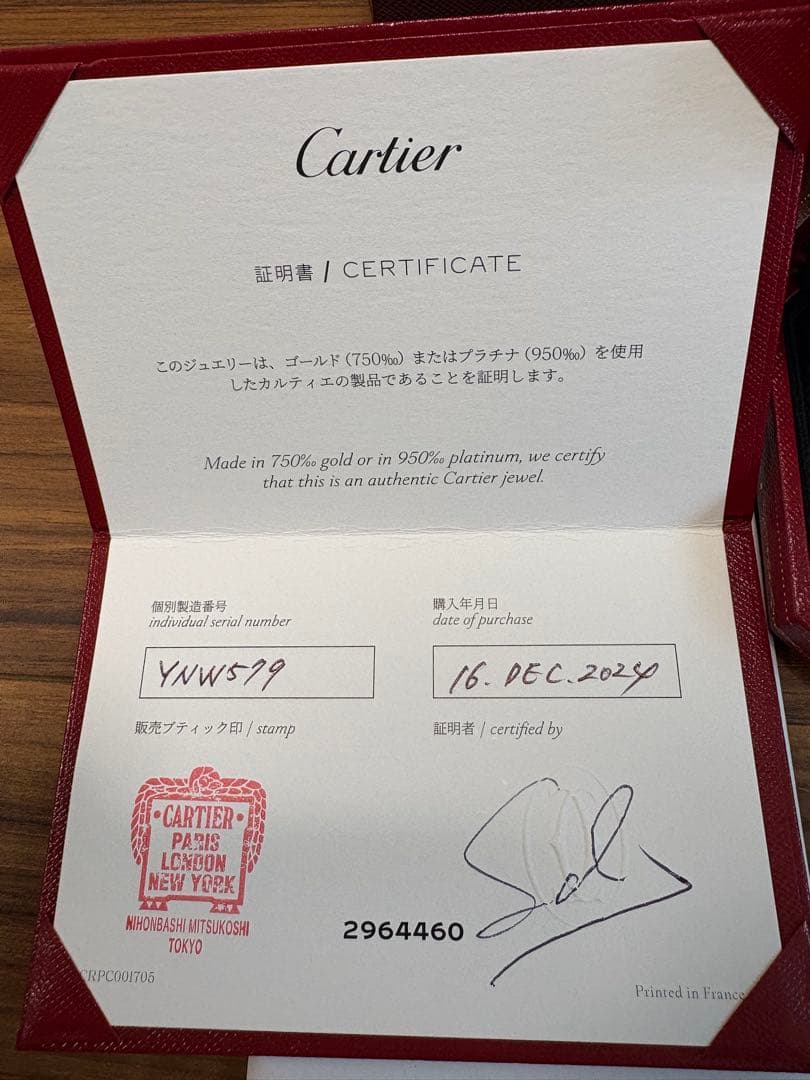 Cartier
証明書 / CERTIFICATE
このジュエリーは、ゴールド（750‰）またはプラチナ（950‰）を使用
したカルティエの製品であることを証明します。
Made in 750‰ gold or in 950‰ platinum, we certify
that this is an authentic Cartier jewel.
個別製造番号
individual serial number
YNW579
購入年月日
date of purchase
16. DEC. 2024
販売ブティック印 / stamp
証明者 / certified by
•CARTIER•
PARIS
LONDON
NEW YORK
NIHONBASHI MITSUKOSHI
TOKYO
2964460
CRPC001705
Printed in France